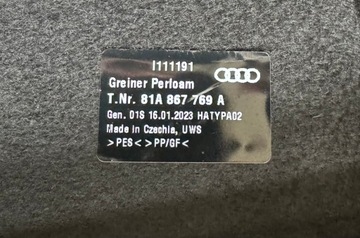 I111191
Greiner Perfoam
T.Nr. 81A 867 769 A
Gen. 01S 16.01.2023 HATYPA02
Made in Czechia, UWS
>PES< >PP/GF<